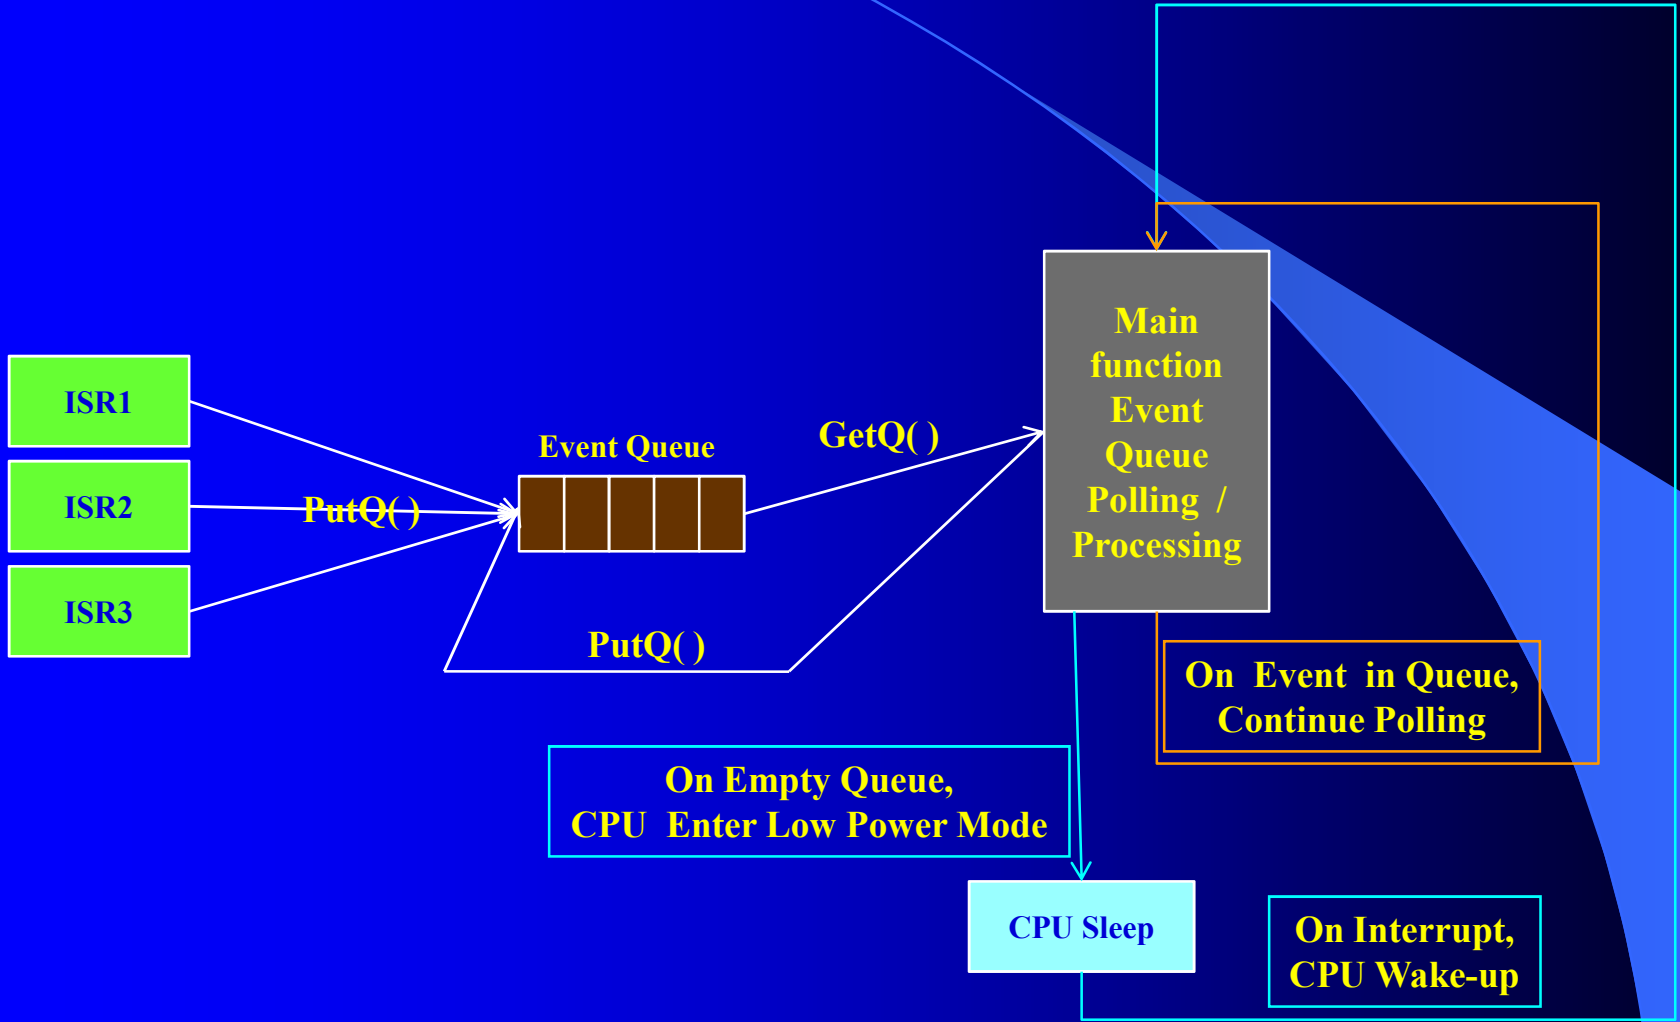 Main
function
Event
Queue
Polling /
Processing
ISR1
ISR2
ISR3
PutQ( )
Event Queue
GetQ( )
PutQ( )
On Event in Queue,
Continue Polling
On Empty Queue,
CPU Enter Low Power Mode
CPU Sleep
On Interrupt,
CPU Wake-up